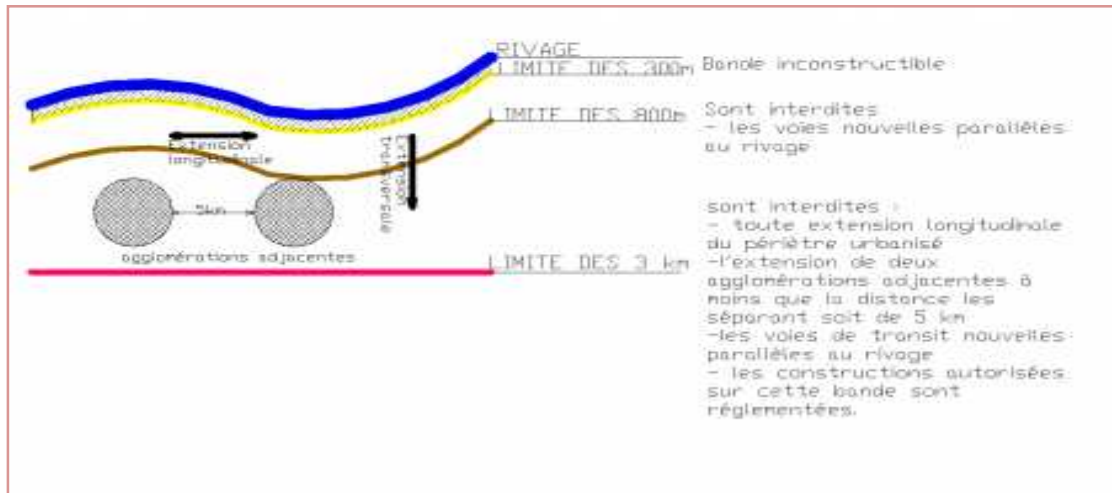 RIVAGE
LIMITE DES 300m
Bande inconstructible
LIMITE DES 800m
Sont interdites
- les voies nouvelles parallèles
au rivage
Extension
longitudinale
Extension
transversale
5km
agglomérations adjacentes
LIMITE DES 3 km
sont interdites :
- toute extension longitudinale
du périètre urbanisé
-l'extension de deux
agglomérations adjacentes à
moins que la distance les
séparant soit de 5 km
-les voies de transit nouvelles
parallèles au rivage
- les constructions autorisées
sur cette bande sont
réglementées.